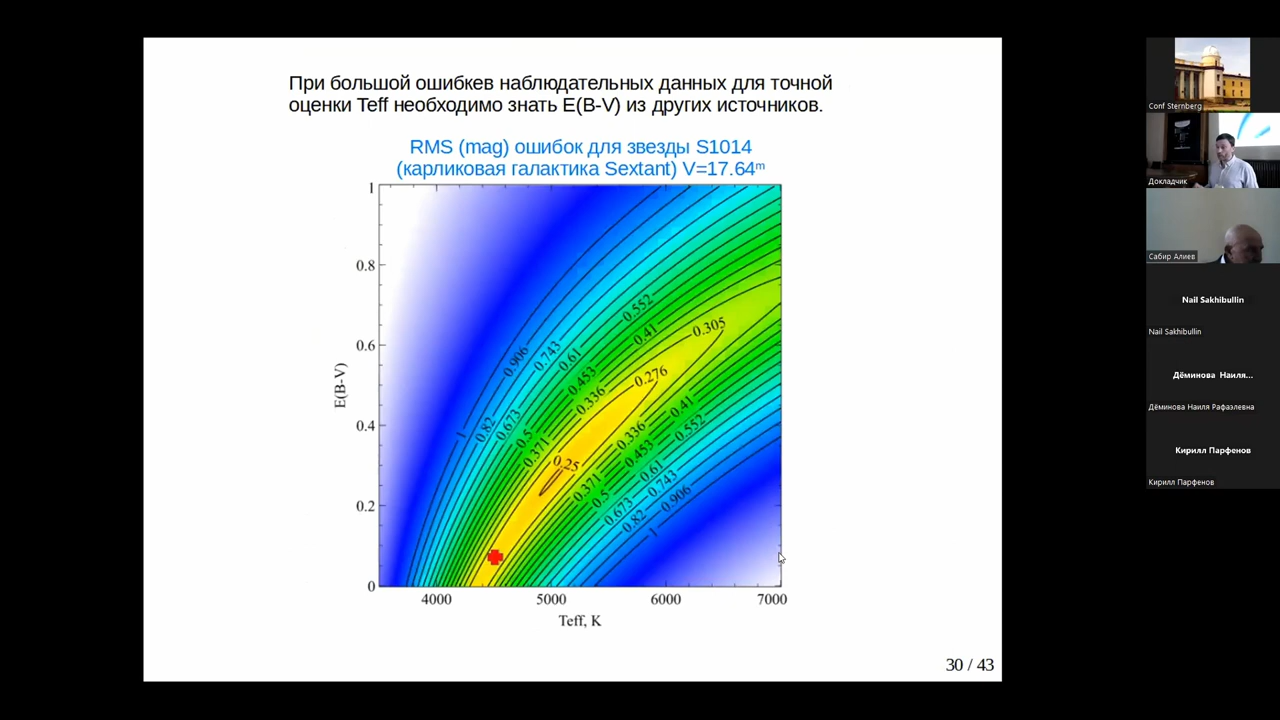 При большой ошибкев наблюдательных данных для точной
оценки Teff необходимо знать E(B-V) из других источников.
RMS (mag) ошибок для звезды S1014
(карликовая галактика Sextant) V=17.64ᵐ
1
0.8
0.6
0.4
0.2
0
E(B-V)
4000
5000
6000
7000
Teff, K
0.552
0.41
0.305
0.906
0.743
0.61
0.453
0.336
0.276
1
0.82
0.673
0.5
0.371
0.25
0.41
0.552
0.336
0.453
0.61
0.743
0.906
0.371
0.5
0.673
0.82
1
30 / 43
Conf Sternberg
Докладчик
Сабир Алиев
Nail Sakhibullin
Nail Sakhibullin
Дёминова Наиля...
Дёминова Наиля Рафаэлевна
Кирилл Парфенов
Кирилл Парфенов